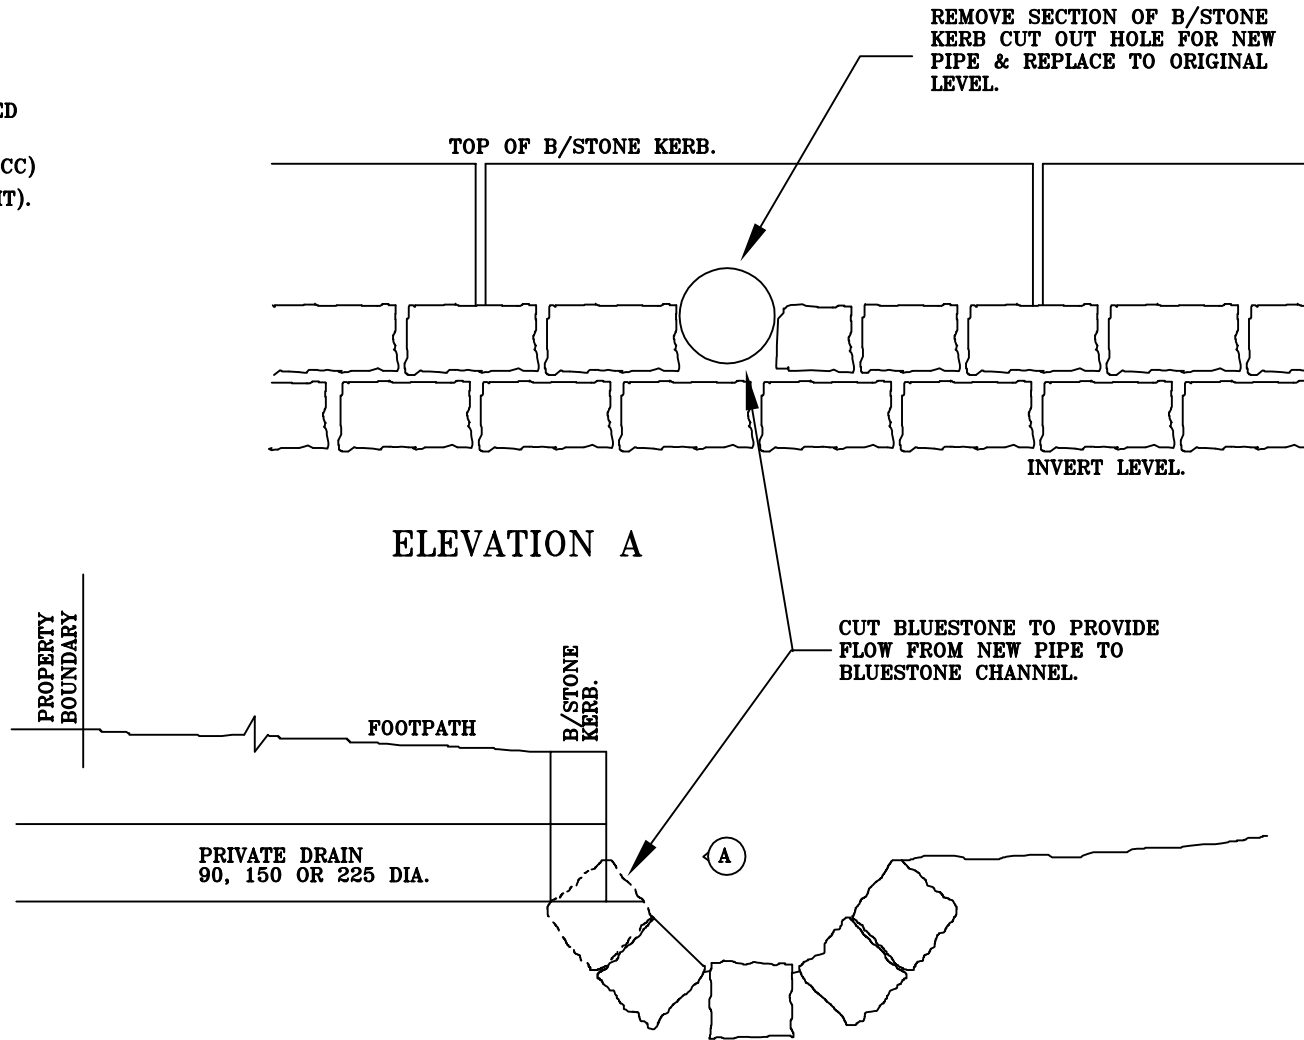 REMOVE SECTION OF B/STONE
KERB CUT OUT HOLE FOR NEW
PIPE & REPLACE TO ORIGINAL
LEVEL.
TOP OF B/STONE KERB.
INVERT LEVEL.
ELEVATION A
CUT BLUESTONE TO PROVIDE
FLOW FROM NEW PIPE TO
BLUESTONE CHANNEL.
PROPERTY
BOUNDARY
FOOTPATH
B/STONE
KERB.
PRIVATE DRAIN
90, 150 OR 225 DIA.
A